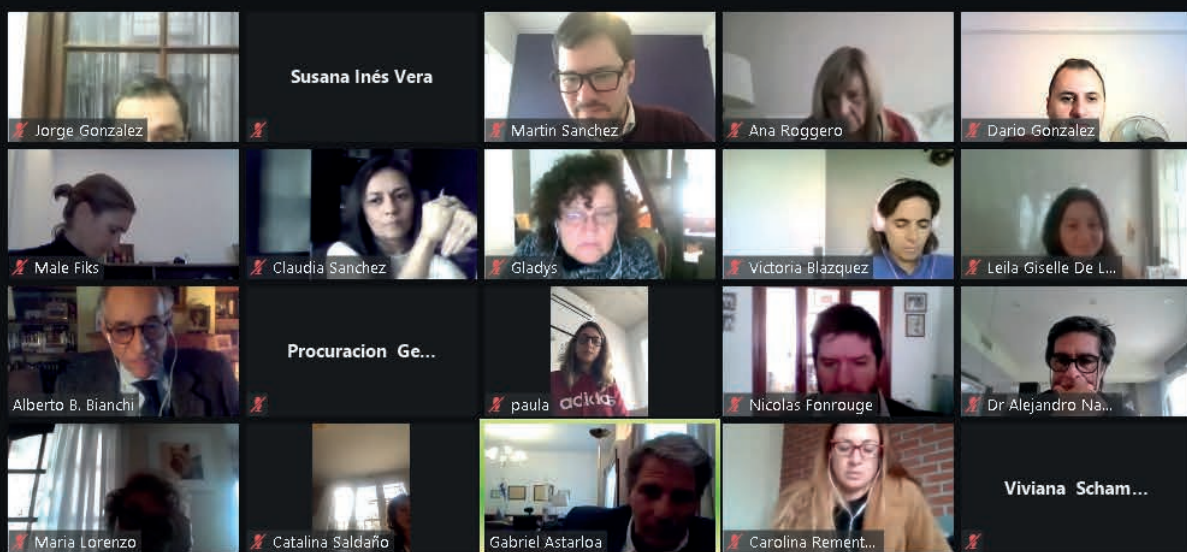 Jorge Gonzalez
Susana Inés Vera
Martin Sanchez
Ana Roggero
Dario Gonzalez
Male Fiks
Claudia Sanchez
Gladys
Victoria Blazquez
Leila Giselle De L...
Alberto B. Bianchi
Procuracion Ge...
adidas
paula
Nicolas Fonrouge
Dr Alejandro Na...
Maria Lorenzo
Catalina Saldaño
Gabriel Astarloa
Carolina Rement...
Viviana Scham...